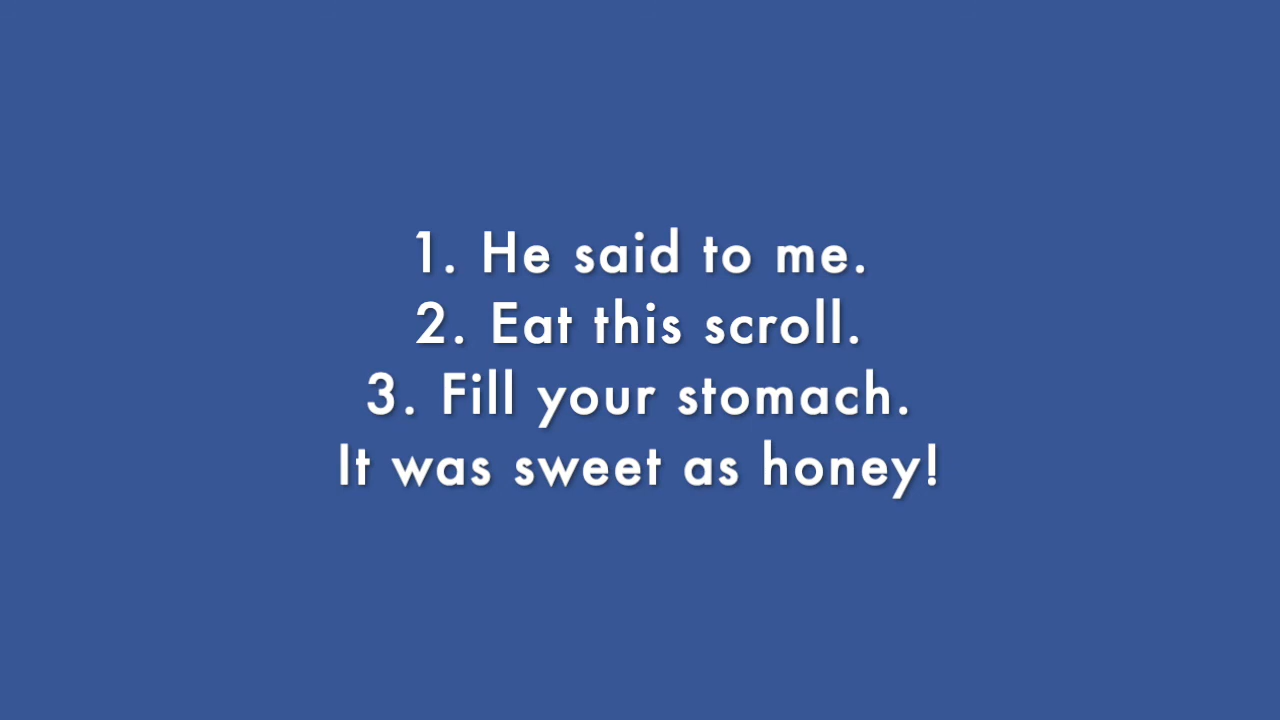 1. He said to me.
2. Eat this scroll.
3. Fill your stomach.
It was sweet as honey!